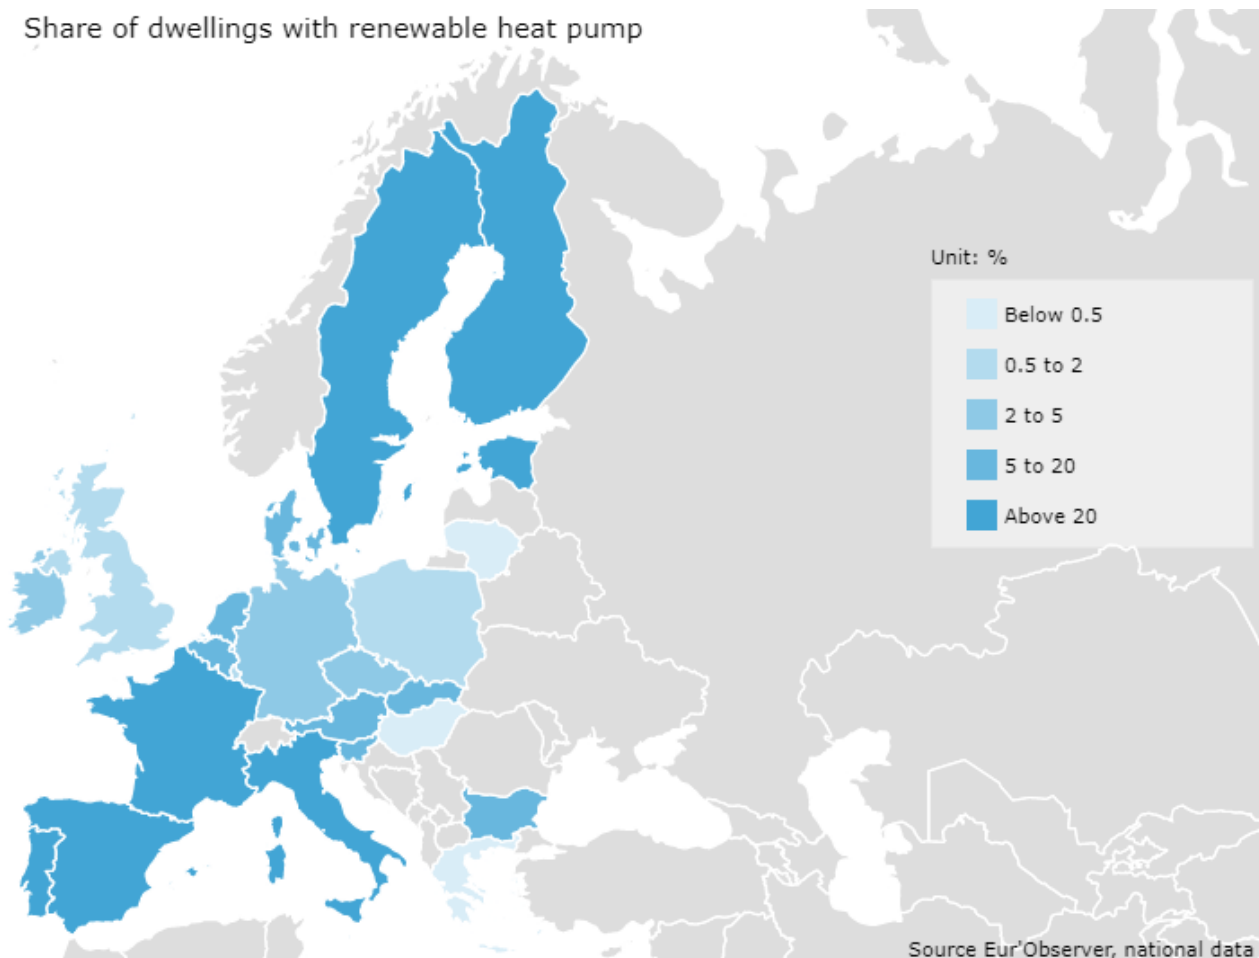 Share of dwellings with renewable heat pump
Unit: %
Below 0.5
0.5 to 2
2 to 5
5 to 20
Above 20
Source Eur'Observer, national data